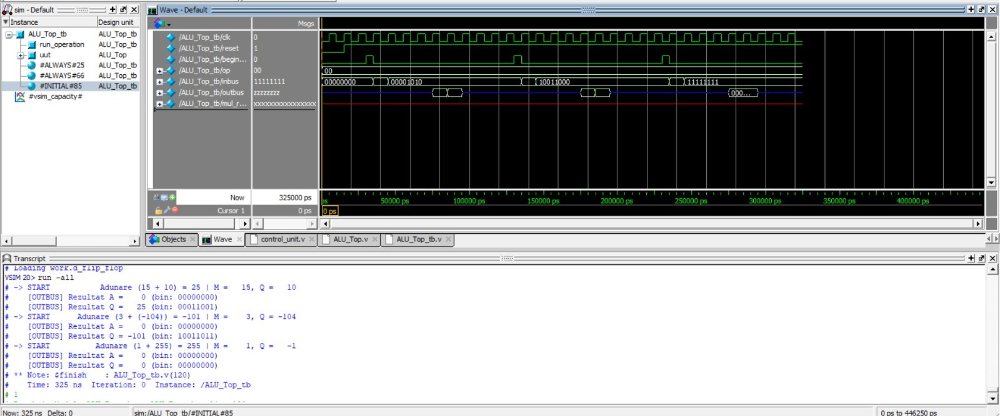 sim - Default
Instance Design unit
ALU_Top_tb ALU_Top_tb
run_operation ALU_Top_tb
uut ALU_Top
#ALWAYS#25 ALU_Top_tb
#ALWAYS#66 ALU_Top_tb
#INITIAL#85 ALU_Top_tb
#vsim_capacity#
Wave - Default
Msgs
/ALU_Top_tb/clk 0
/ALU_Top_tb/reset 1
/ALU_Top_tb/begin... 0
/ALU_Top_tb/op 00 00
/ALU_Top_tb/inbus 11111111 00000000 00001010 10011000 11111111
/ALU_Top_tb/outbus zzzzzzzz 000...
/ALU_Top_tb/mul_r... xxxxxxxxxxxxxxxx
Now 325000 ps ps 50000 ps 100000 ps 150000 ps 200000 ps 250000 ps 300000 ps 350000 ps 400000 ps
Cursor 1 0 ps 0 ps
Objects Wave control_unit.v ALU_Top.v ALU_Top_tb.v
Transcript
# Loading work.d_flip_flop
VSIM 20> run -all
# -> START Adunare (15 + 10) = 25 | M = 15, Q = 10
# [OUTBUS] Rezultat A = 0 (bin: 00000000)
# [OUTBUS] Rezultat Q = 25 (bin: 00011001)
# -> START Adunare (3 + (-104)) = -101 | M = 3, Q = -104
# [OUTBUS] Rezultat A = 0 (bin: 00000000)
# [OUTBUS] Rezultat Q = -101 (bin: 10011011)
# -> START Adunare (1 + 255) = 255 | M = 1, Q = -1
# [OUTBUS] Rezultat A = 0 (bin: 00000000)
# [OUTBUS] Rezultat Q = 0 (bin: 00000000)
# ** Note: $finish : ALU_Top_tb.v(120)
# Time: 325 ns Iteration: 0 Instance: /ALU_Top_tb
# 1
Now: 325 ns Delta: 0 sim:/ALU_Top_tb/#INITIAL#85 0 ps to 446250 ps